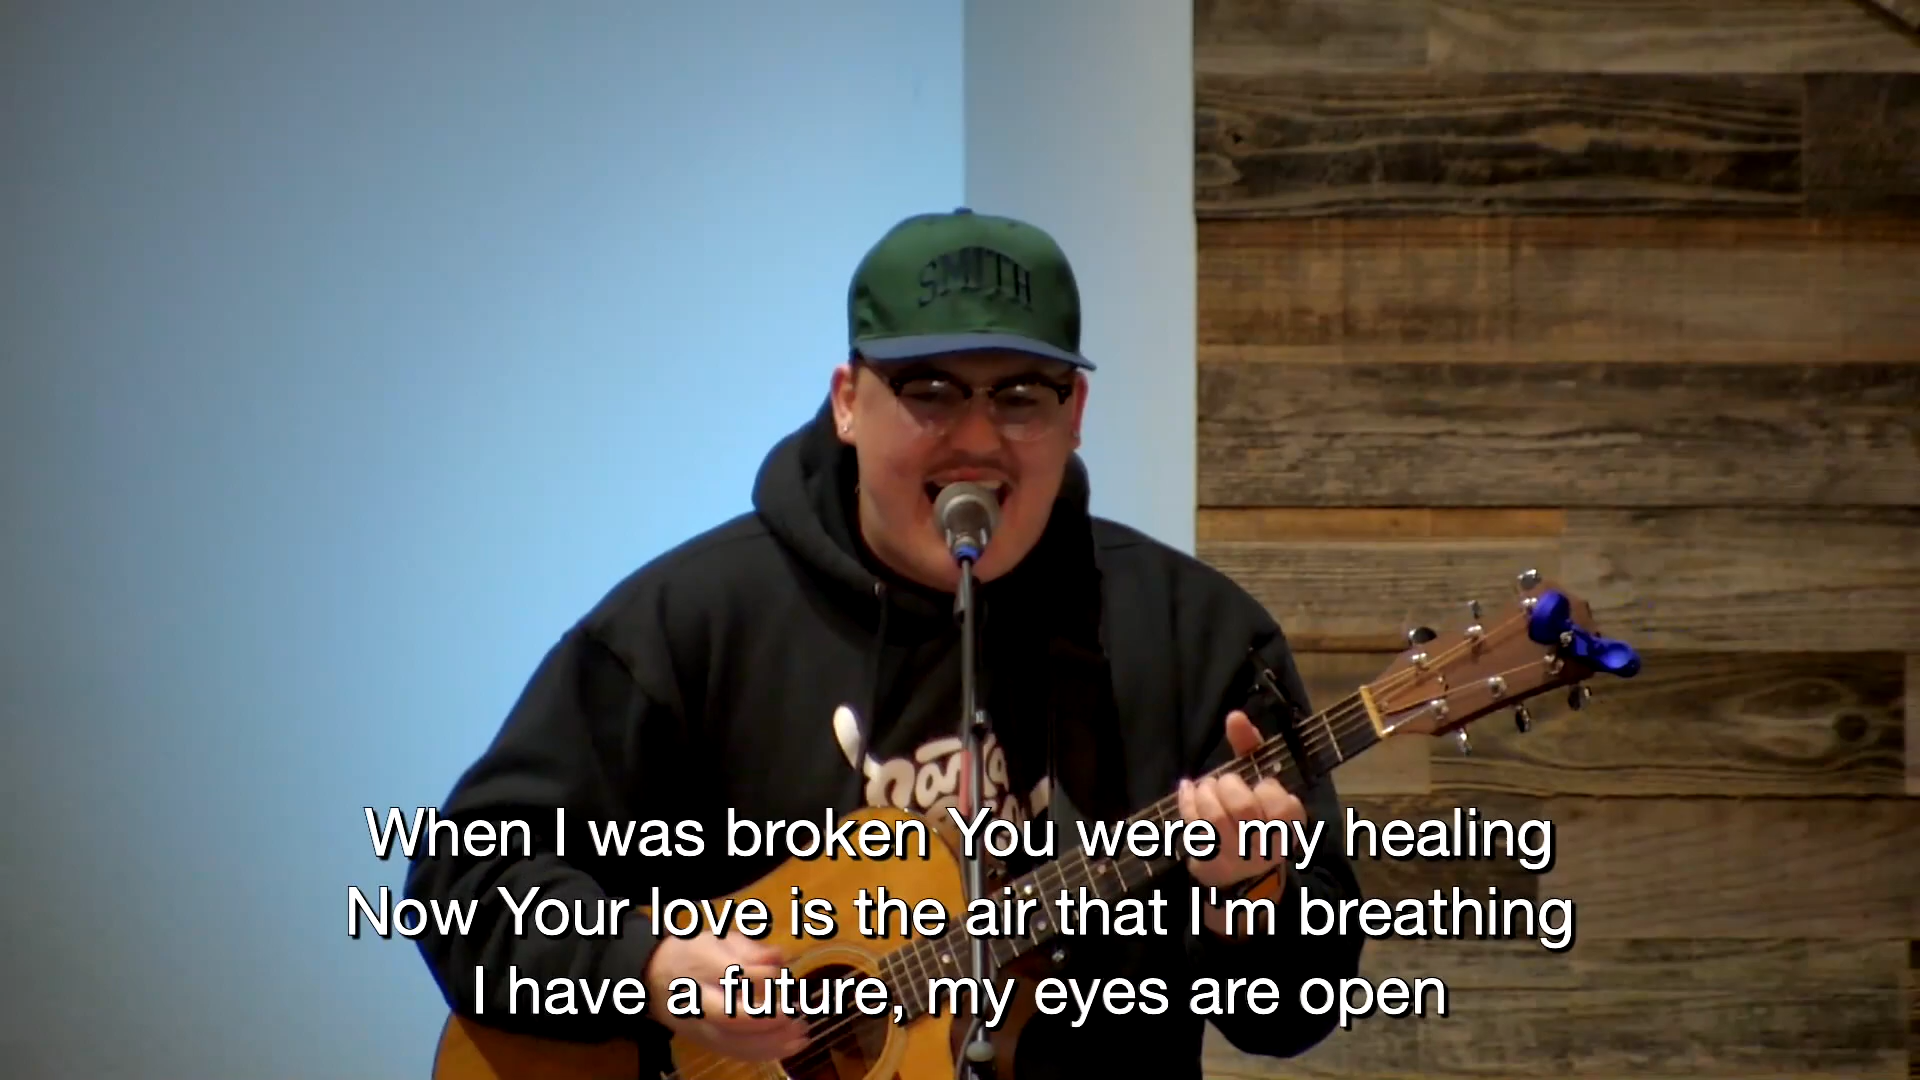 SMITH
When I was broken You were my healing
Now Your love is the air that I'm breathing
I have a future, my eyes are open